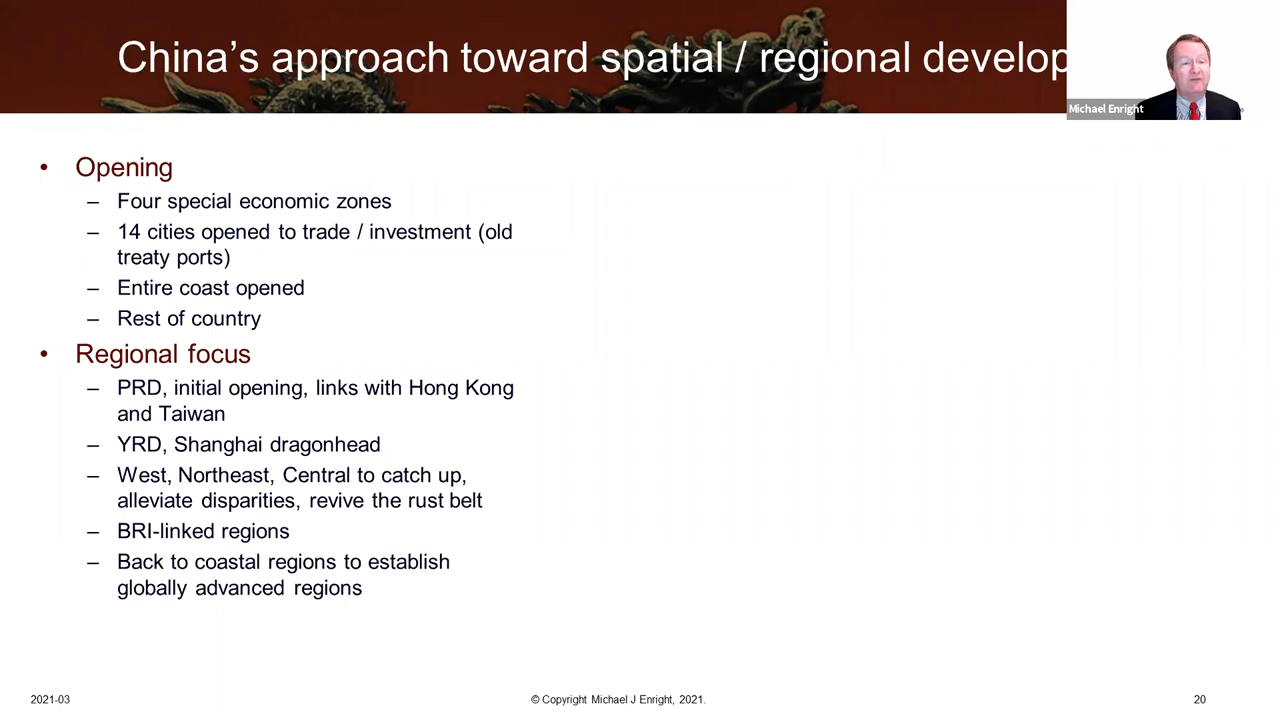 China’s approach toward spatial / regional develop
Michael Enright
• Opening
– Four special economic zones
– 14 cities opened to trade / investment (old
treaty ports)
– Entire coast opened
– Rest of country
• Regional focus
– PRD, initial opening, links with Hong Kong
and Taiwan
– YRD, Shanghai dragonhead
– West, Northeast, Central to catch up,
alleviate disparities, revive the rust belt
– BRI-linked regions
– Back to coastal regions to establish
globally advanced regions
2021-03
© Copyright Michael J Enright, 2021.
20